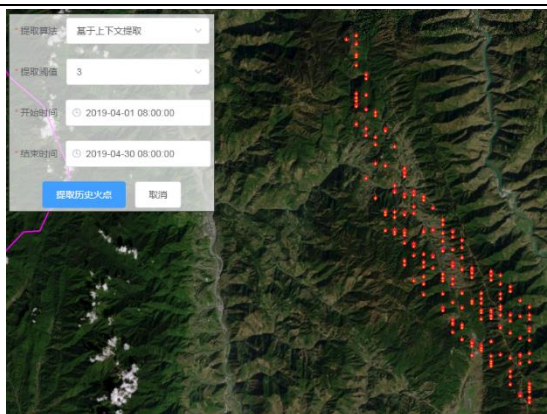 * 提取算法 基于上下文提取
* 提取阈值 3
* 开始时间 2019-04-01 08:00:00
* 结束时间 2019-04-30 08:00:00
提取历史火点 取消